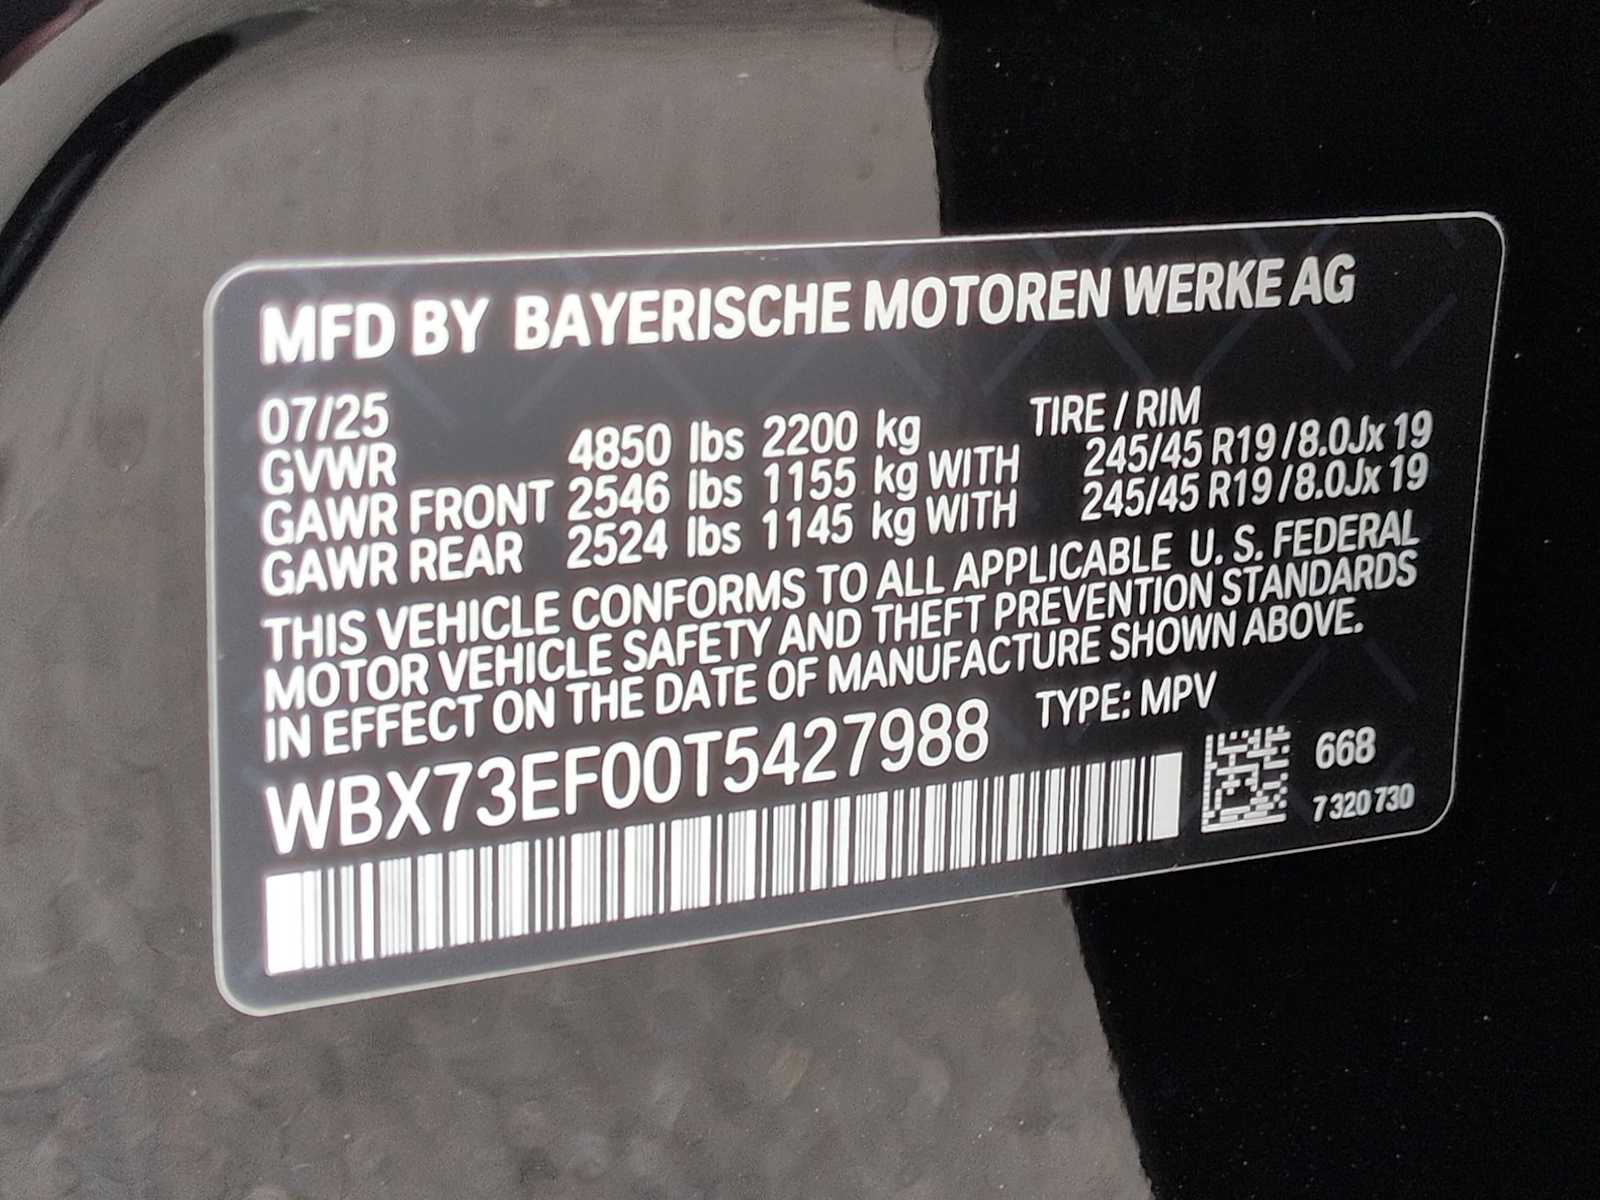 MFD BY BAYERISCHE MOTOREN WERKE AG
07/25 TIRE / RIM
GVWR 4850 lbs 2200 kg
GAWR FRONT 2546 lbs 1155 kg WITH 245/45 R19 / 8.0Jx 19
GAWR REAR 2524 lbs 1145 kg WITH 245/45 R19 / 8.0Jx 19
THIS VEHICLE CONFORMS TO ALL APPLICABLE U. S. FEDERAL
MOTOR VEHICLE SAFETY AND THEFT PREVENTION STANDARDS
IN EFFECT ON THE DATE OF MANUFACTURE SHOWN ABOVE.
WBX73EF00T5427988 TYPE: MPV
668
7 320 730